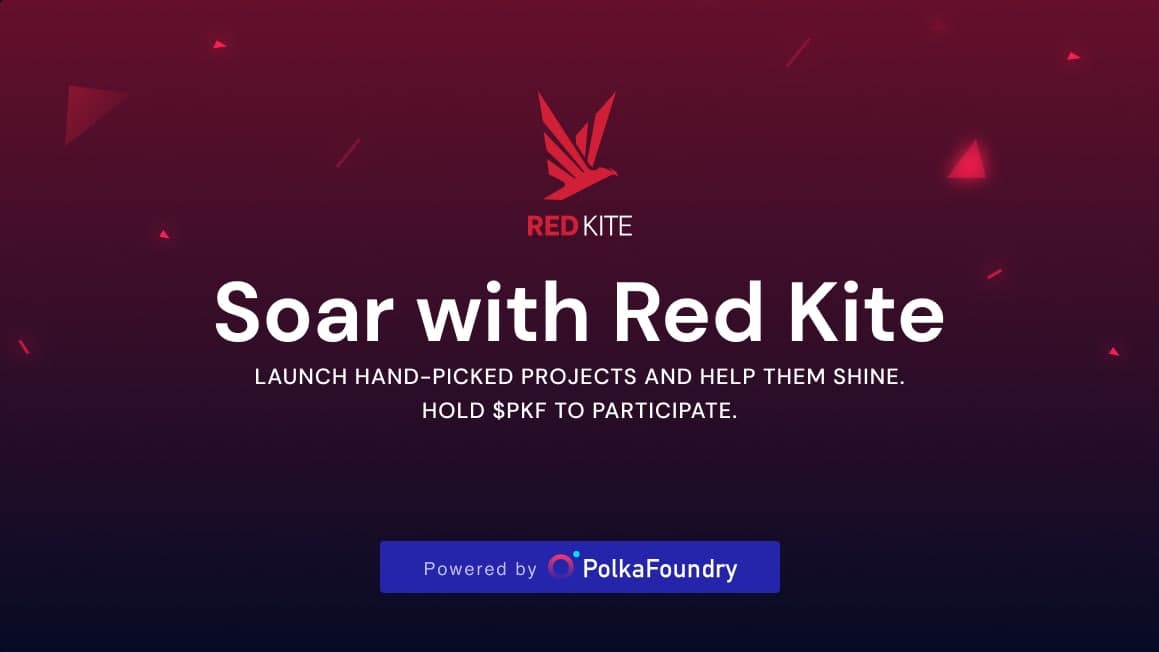 RED KITE
Soar with Red Kite
LAUNCH HAND-PICKED PROJECTS AND HELP THEM SHINE.
HOLD $PKF TO PARTICIPATE.
Powered by PolkaFoundry